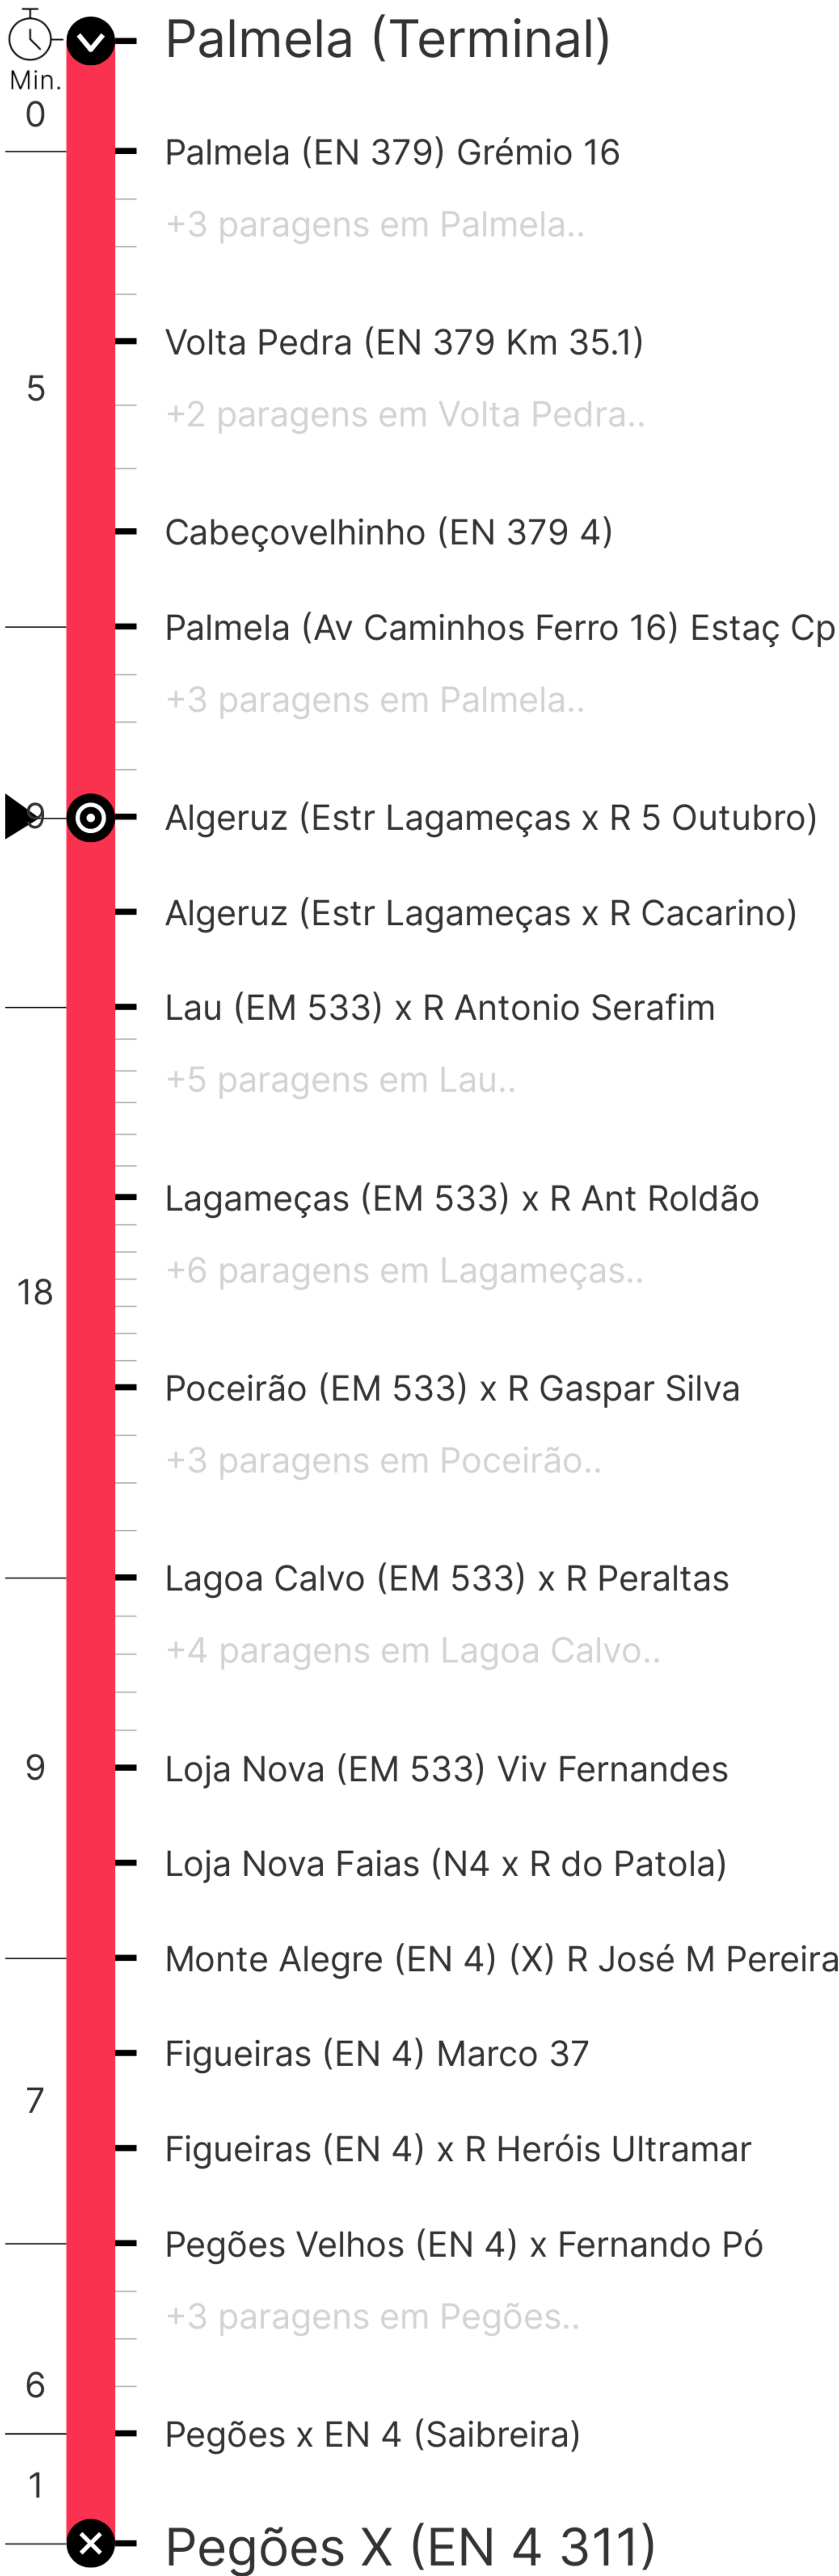 Palmela (Terminal)
Min.
0
Palmela (EN 379) Grémio 16
+3 paragens em Palmela..
Volta Pedra (EN 379 Km 35.1)
5
+2 paragens em Volta Pedra..
Cabeçovelhinho (EN 379 4)
Palmela (Av Caminhos Ferro 16) Estaç Cp
+3 paragens em Palmela..
9
Algeruz (Estr Lagameças x R 5 Outubro)
Algeruz (Estr Lagameças x R Cacarino)
Lau (EM 533) x R Antonio Serafim
+5 paragens em Lau..
Lagameças (EM 533) x R Ant Roldão
+6 paragens em Lagameças..
18
Poceirão (EM 533) x R Gaspar Silva
+3 paragens em Poceirão..
Lagoa Calvo (EM 533) x R Peraltas
+4 paragens em Lagoa Calvo..
9
Loja Nova (EM 533) Viv Fernandes
Loja Nova Faias (N4 x R do Patola)
Monte Alegre (EN 4) (X) R José M Pereira
Figueiras (EN 4) Marco 37
7
Figueiras (EN 4) x R Heróis Ultramar
Pegões Velhos (EN 4) x Fernando Pó
+3 paragens em Pegões..
6
Pegões x EN 4 (Saibreira)
1
Pegões X (EN 4 311)